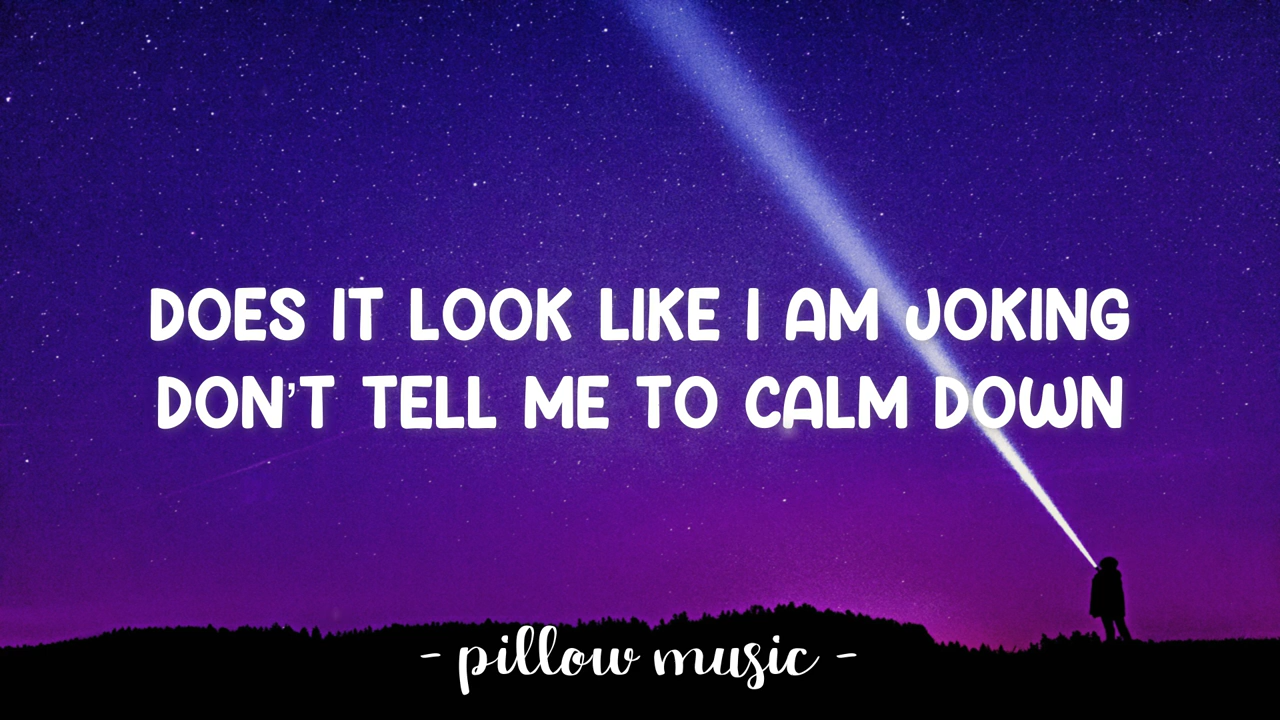 DOES IT LOOK LIKE I AM JOKING
DON'T TELL ME TO CALM DOWN
- pillow music -